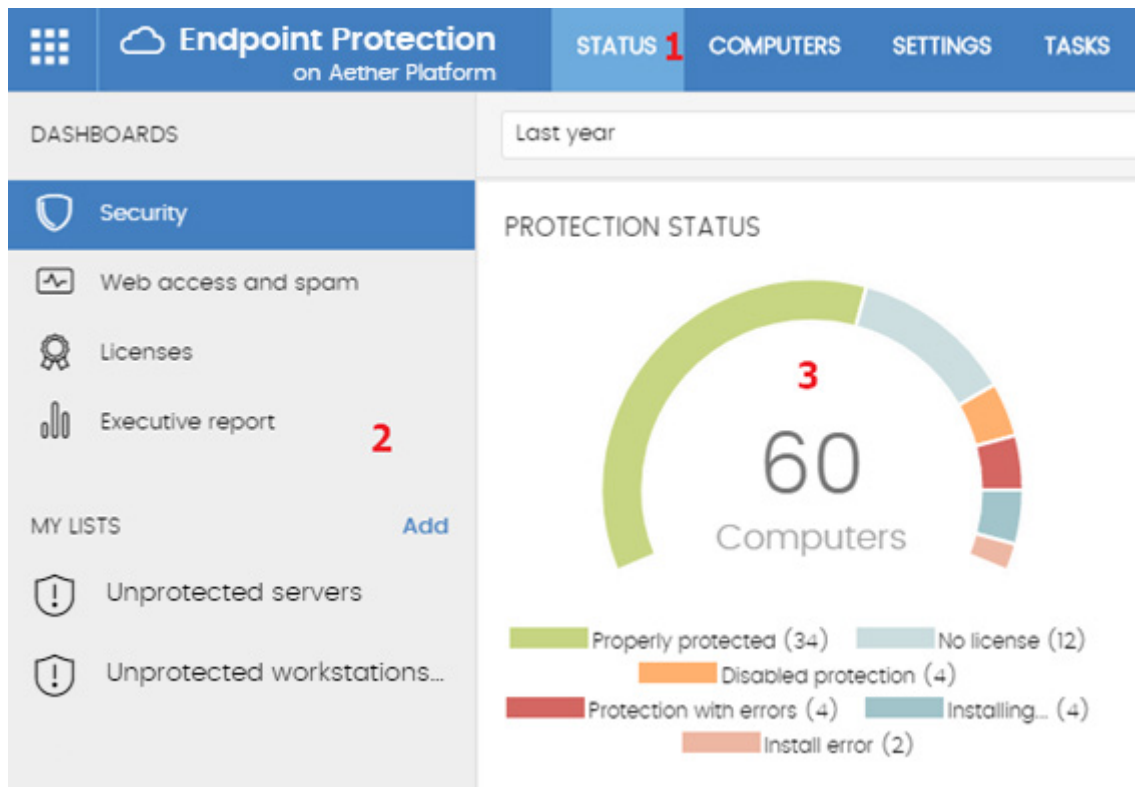 Endpoint Protection
on Aether Platform
STATUS 1 COMPUTERS SETTINGS TASKS
DASHBOARDS
Security
Web access and spam
Licenses
Executive report
2
MY LISTS Add
Unprotected servers
Unprotected workstations...
Last year
PROTECTION STATUS
3
60
Computers
Properly protected (34) No license (12)
Disabled protection (4)
Protection with errors (4) Installing... (4)
Install error (2)